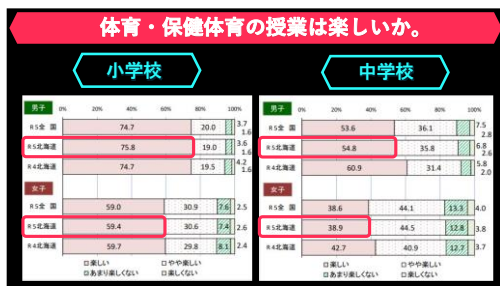 体育・保健体育の授業は楽しいか。
小学校
男子 0% 20% 40% 60% 80% 100%
R5全 国 74.7 20.0 3.7 1.6
R5北海道 75.8 19.0 3.6 1.6
R4北海道 74.7 19.5 4.2 1.6
女子
R5全 国 59.0 30.9 7.6 2.5
R5北海道 59.4 30.6 7.4 2.6
R4北海道 59.7 29.8 8.1 2.4
□楽しい □やや楽しい
□あまり楽しくない □楽しくない
中学校
男子 0% 20% 40% 60% 80% 100%
R5全 国 53.6 36.1 7.5 2.8
R5北海道 54.8 35.8 6.8 2.6
R4北海道 60.9 31.4 5.8 2.0
女子
R5全 国 38.6 44.1 13.3 4.0
R5北海道 38.9 44.5 12.8 3.8
R4北海道 42.7 40.9 12.7 3.7
□楽しい □やや楽しい
□あまり楽しくない □楽しくない